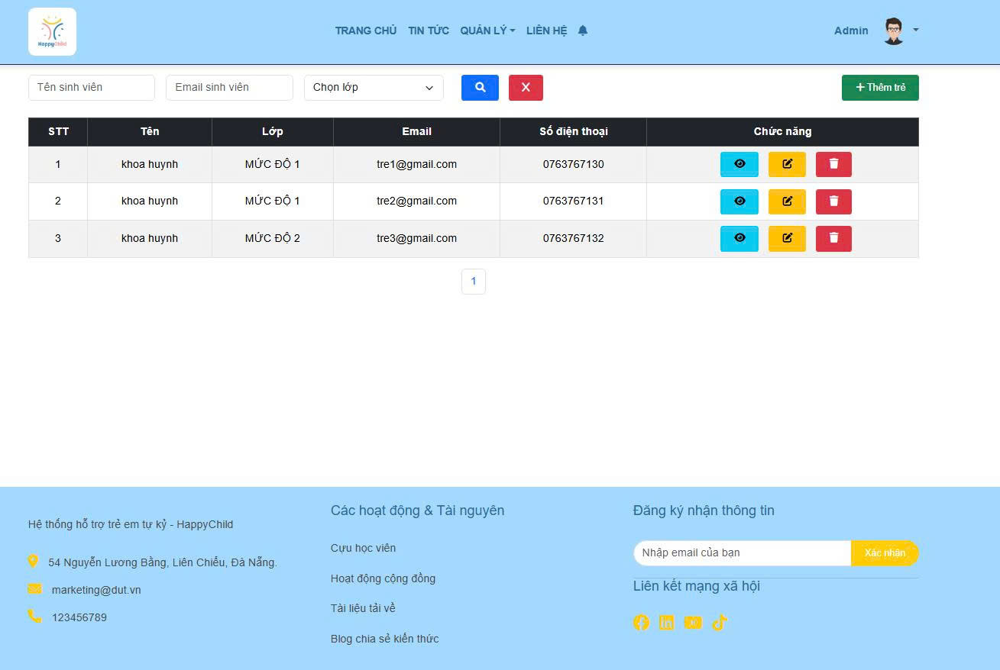 HappyChild
TRANG CHỦ TIN TỨC QUẢN LÝ LIÊN HỆ
Admin
Tên sinh viên Email sinh viên Chọn lớp Thêm trẻ
STT Tên Lớp Email Số điện thoại Chức năng
1 khoa huynh MỨC ĐỘ 1 tre1@gmail.com 0763767130
2 khoa huynh MỨC ĐỘ 1 tre2@gmail.com 0763767131
3 khoa huynh MỨC ĐỘ 2 tre3@gmail.com 0763767132
1
Hệ thống hỗ trợ trẻ em tự kỷ - HappyChild
54 Nguyễn Lương Bằng, Liên Chiểu, Đà Nẵng.
marketing@dut.vn
123456789
Các hoạt động & Tài nguyên
Cựu học viên
Hoạt động cộng đồng
Tài liệu tải về
Blog chia sẻ kiến thức
Đăng ký nhận thông tin
Nhập email của bạn Xác nhận
Liên kết mạng xã hội